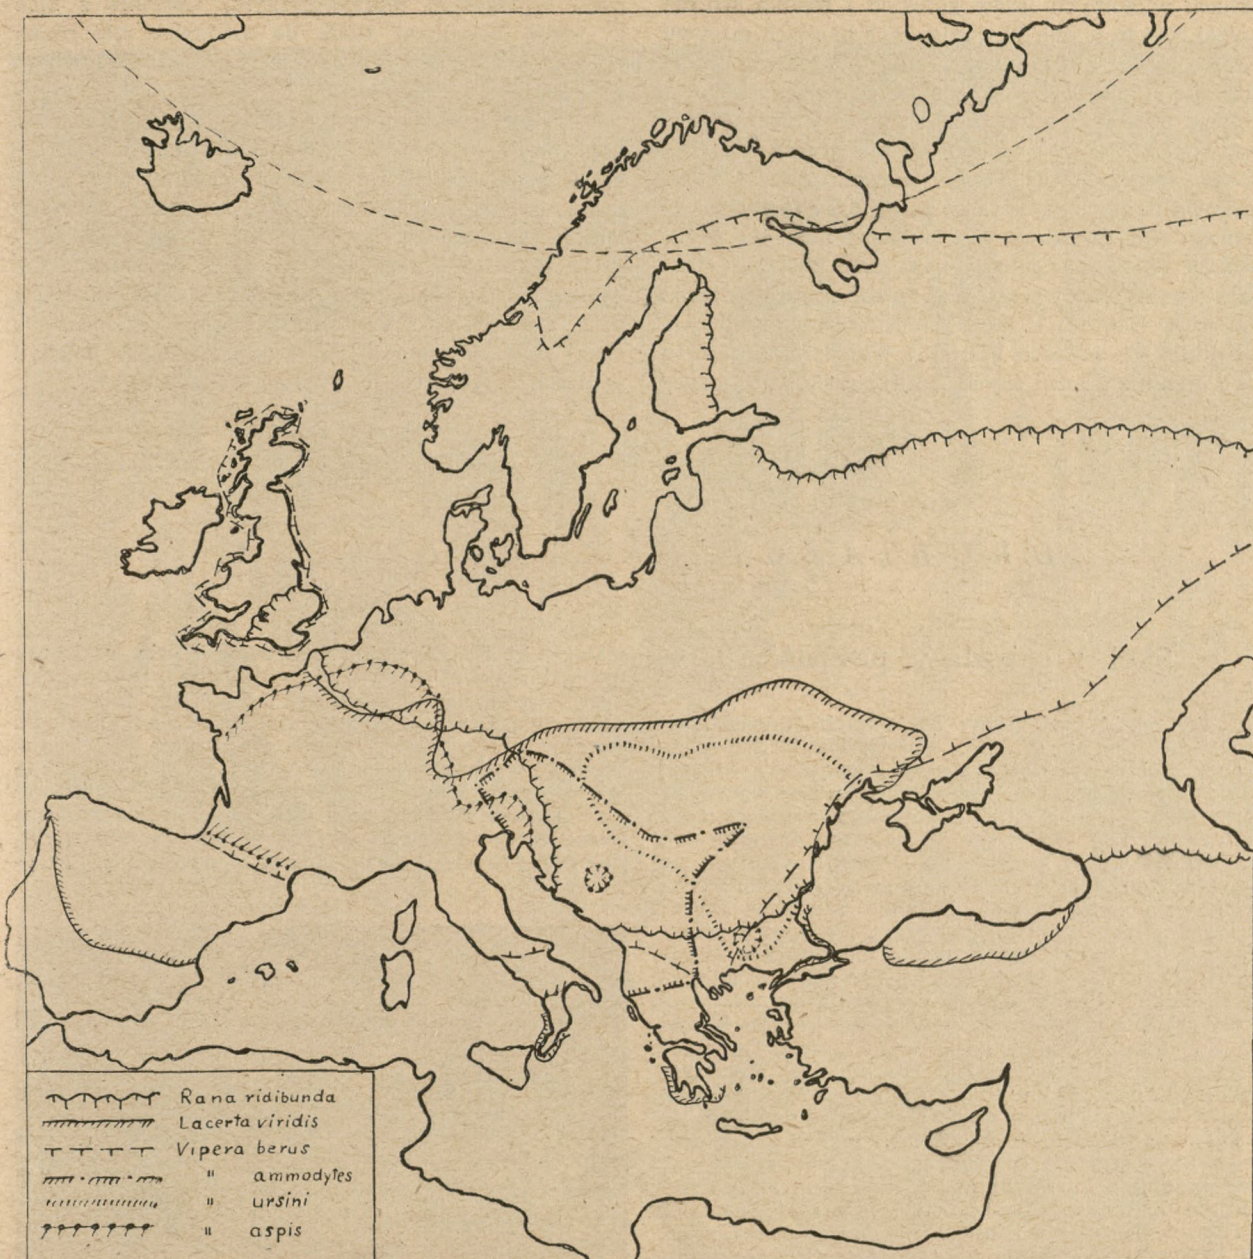 Rana ridibunda
Lacerta viridis
Vipera berus
" ammodytes
" ursini
" aspis